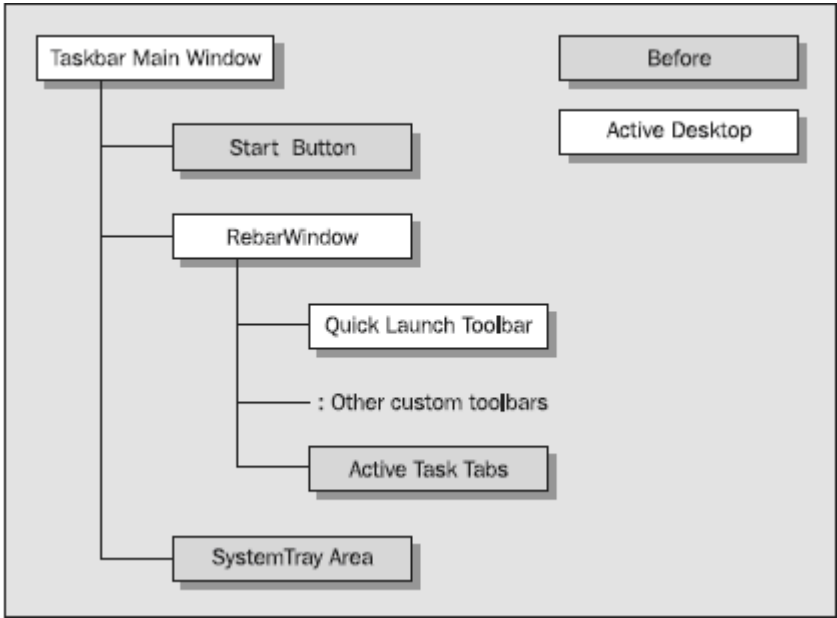 Taskbar Main Window
Before
Active Desktop
Start Button
RebarWindow
Quick Launch Toolbar
: Other custom toolbars
Active Task Tabs
SystemTray Area